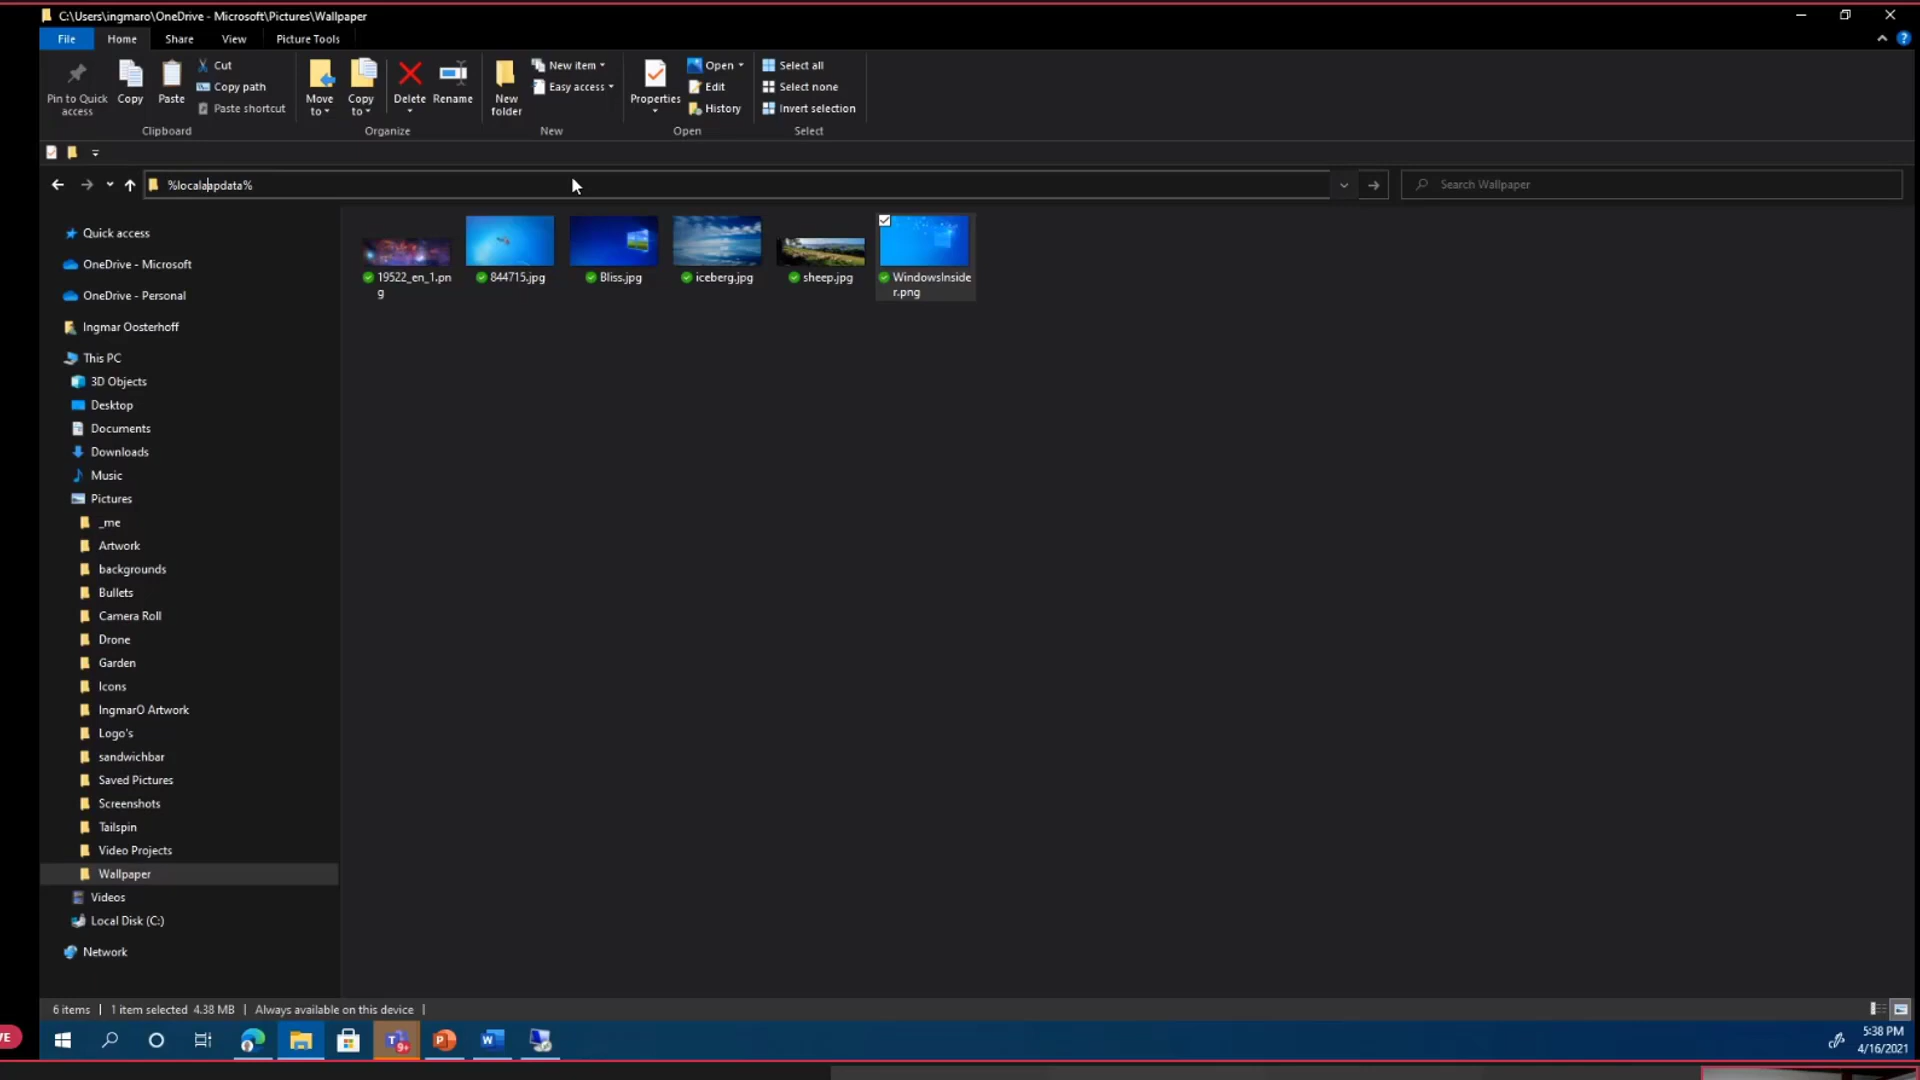 C:\Users\ingmaro\OneDrive - Microsoft\Pictures\Wallpaper
File Home Share View Picture Tools
Pin to Quick access
Copy
Paste
Cut
Copy path
Paste shortcut
Clipboard
Move to
Copy to
Delete
Rename
Organize
New folder
New item
Easy access
New
Properties
Open
Edit
History
Open
Select all
Select none
Invert selection
Select
%localaapdata%
Search Wallpaper
Quick access
OneDrive - Microsoft
OneDrive - Personal
Ingmar Oosterhoff
This PC
3D Objects
Desktop
Documents
Downloads
Music
Pictures
_me
Artwork
backgrounds
Bullets
Camera Roll
Drone
Garden
Icons
IngmarO Artwork
Logo's
sandwichbar
Saved Pictures
Screenshots
Tailspin
Video Projects
Wallpaper
Videos
Local Disk (C:)
Network
19522_en_1.pn
g
844715.jpg
Bliss.jpg
iceberg.jpg
sheep.jpg
WindowsInside
r.png
6 items 1 item selected 4.38 MB Always available on this device
VE
9+
5:38 PM
4/16/2021